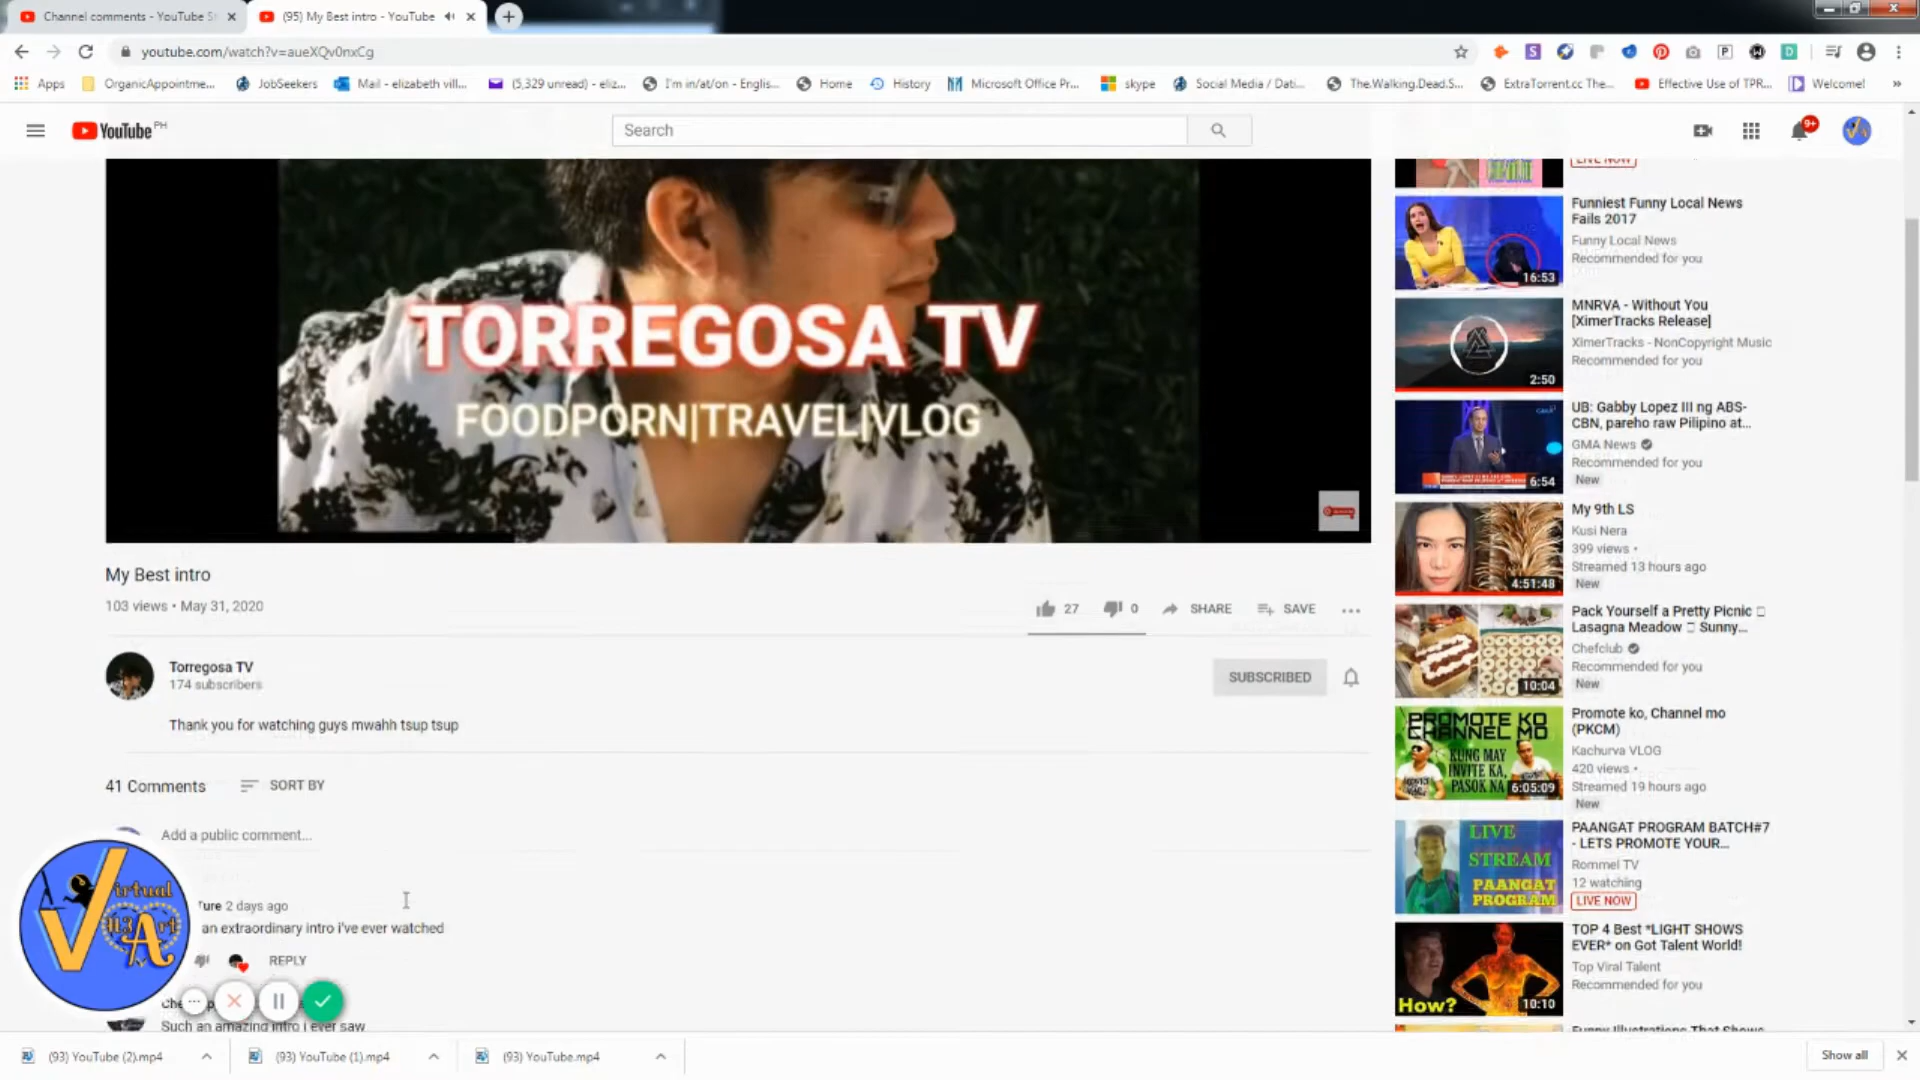 Channel comments - YouTube St
(95) My Best intro - YouTube
youtube.com/watch?v=aueXQv0nxCg
Apps
OrganicAppointme...
JobSeekers
Mail - elizabeth vill...
(5,329 unread) - eliz...
I'm in/at/on - Englis...
Home
History
Microsoft Office Pr...
skype
Social Media / Dati...
The.Walking.Dead.S...
ExtraTorrent.cc The...
Effective Use of TPR...
Welcome!
YouTube PH
Search
9+
TORREGOSA TV
FOODPORN|TRAVEL|VLOG
My Best intro
103 views • May 31, 2020
27
0
SHARE
SAVE
Torregosa TV
174 subscribers
SUBSCRIBED
Thank you for watching guys mwahh tsup tsup
41 Comments
SORT BY
Add a public comment...
Ture 2 days ago
an extraordinary intro i've ever watched
REPLY
Such an amazing intro i ever saw
Virtual
Art
LIVE NOW
Funniest Funny Local News
Fails 2017
Funny Local News
Recommended for you
16:53
MNRVA - Without You
[XimerTracks Release]
XimerTracks - NonCopyright Music
Recommended for you
2:50
UB: Gabby Lopez III ng ABS-
CBN, pareho raw Pilipino at...
GMA News
Recommended for you
New
6:54
My 9th LS
Kusi Nera
399 views •
Streamed 13 hours ago
New
4:51:48
Pack Yourself a Pretty Picnic
Lasagna Meadow Sunny...
Chefclub
Recommended for you
New
10:04
PROMOTE KO
CHANNEL MO
KUNG MAY
INVITE KA,
PASOK NA
6:05:09
Promote ko, Channel mo
(PKCM)
Kachurva VLOG
420 views •
Streamed 19 hours ago
New
LIVE
STREAM
PAANGAT
PROGRAM
PAANGAT PROGRAM BATCH#7
- LETS PROMOTE YOUR...
Rommel TV
12 watching
LIVE NOW
How?
10:10
TOP 4 Best *LIGHT SHOWS
EVER* on Got Talent World!
Top Viral Talent
Recommended for you
Funny Illustrations That Shows
(93) YouTube (2).mp4
(93) YouTube (1).mp4
(93) YouTube.mp4
Show all